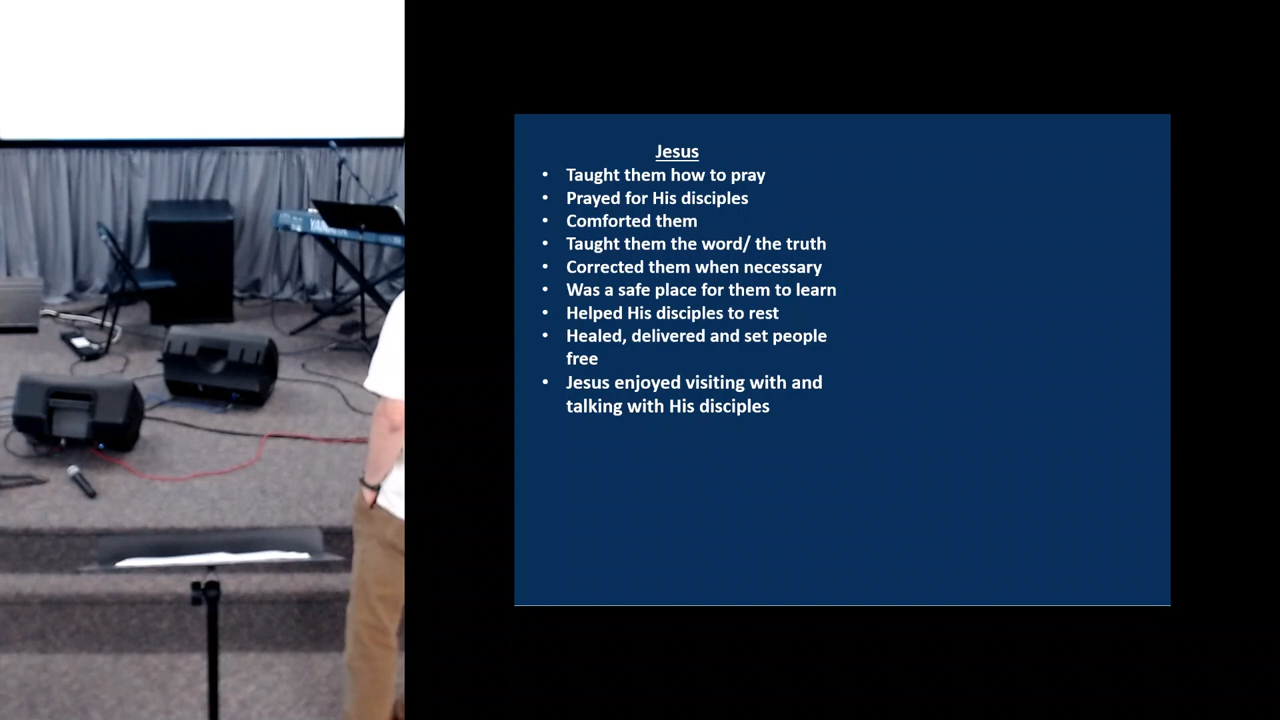 Jesus
• Taught them how to pray
• Prayed for His disciples
• Comforted them
• Taught them the word/ the truth
• Corrected them when necessary
• Was a safe place for them to learn
• Helped His disciples to rest
• Healed, delivered and set people
free
• Jesus enjoyed visiting with and
talking with His disciples
YAMAHA